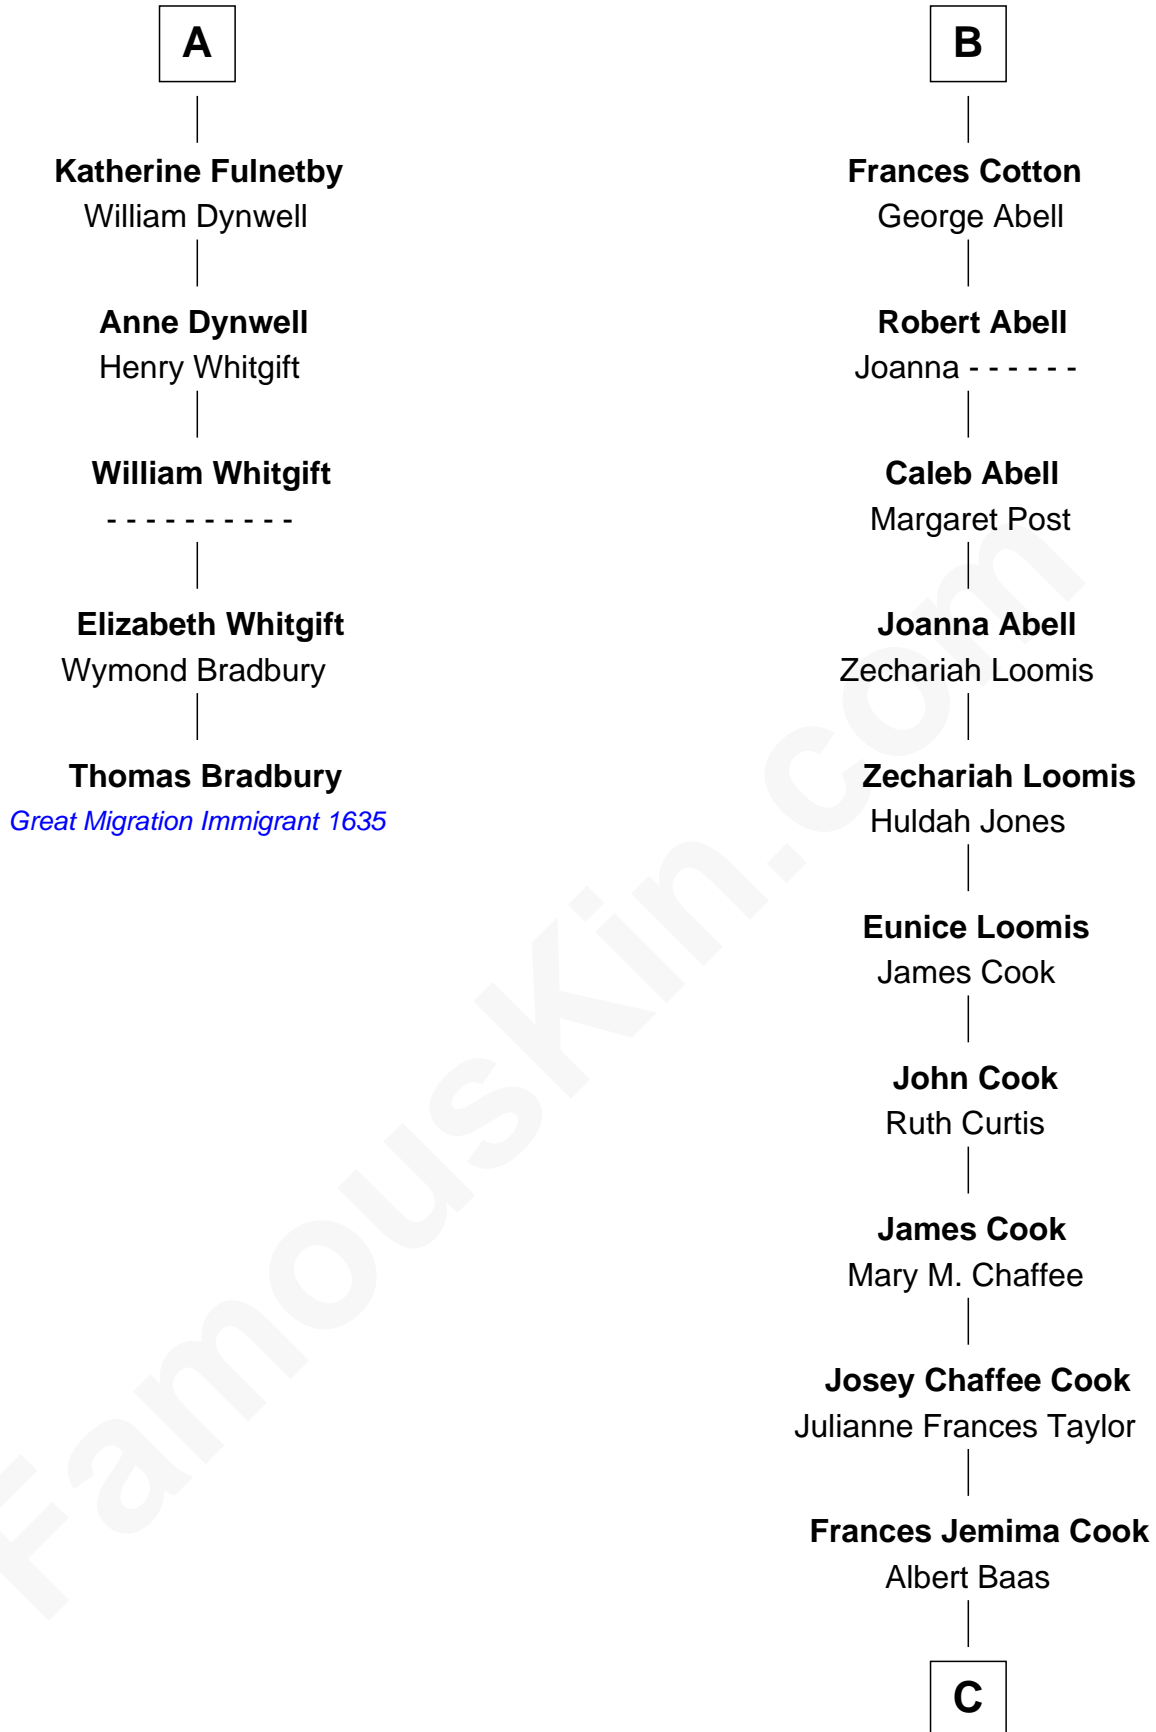 A
Katherine Fulnetby
William Dynwell
Anne Dynwell
Henry Whitgift
William Whitgift
- - - - - - - - - -
Elizabeth Whitgift
Wymond Bradbury
Thomas Bradbury
Great Migration Immigrant 1635
B
Frances Cotton
George Abell
Robert Abell
Joanna - - - - - -
Caleb Abell
Margaret Post
Joanna Abell
Zechariah Loomis
Zechariah Loomis
Huldah Jones
Eunice Loomis
James Cook
John Cook
Ruth Curtis
James Cook
Mary M. Chaffee
Josey Chaffee Cook
Julianne Frances Taylor
Frances Jemima Cook
Albert Baas
C
FamousKin.com